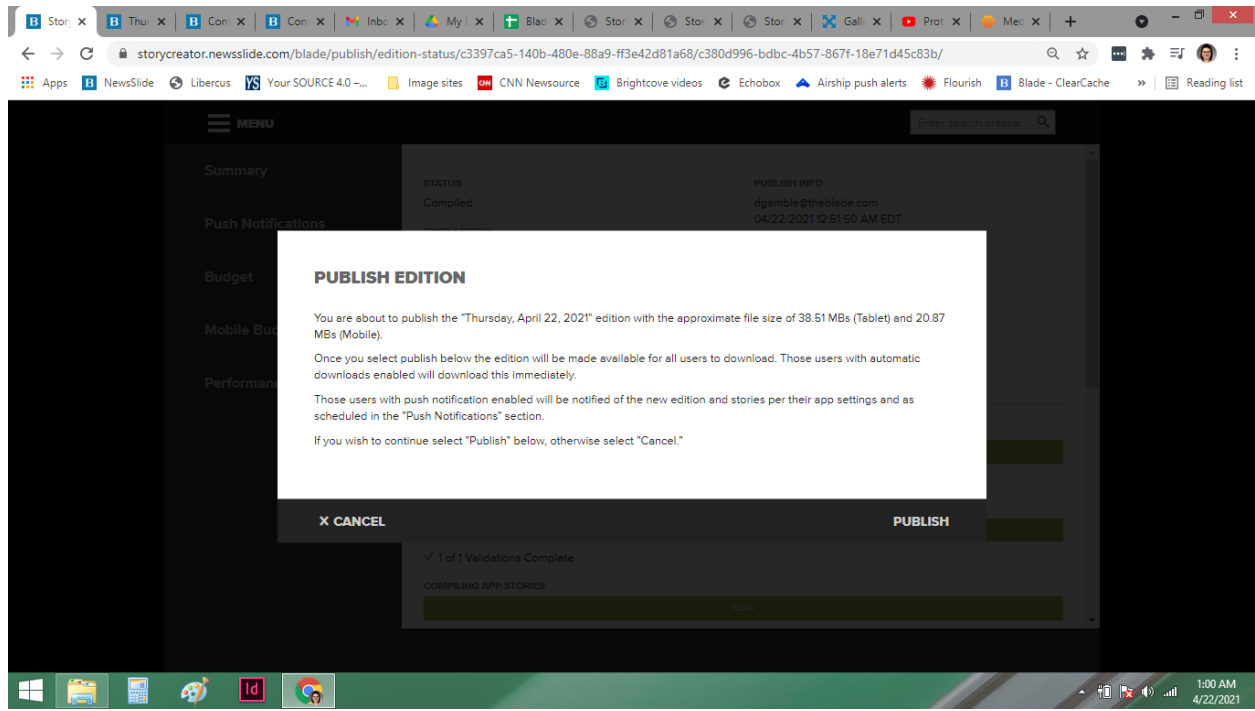 Stor
Thur
Con
Con
Inbc
My
Blad
Stor
Stor
Stor
Galle
Prot
Med
storycreator.newsslide.com/blade/publish/edition-status/c3397ca5-140b-480e-88a9-ff3e42d81a68/c380d996-bdbc-4b57-867f-18e71d45c83b/
Apps NewsSlide Libercus Your SOURCE 4.0 –... Image sites CNN Newsource Brightcove videos Echobox Airship push alerts Flourish Blade - ClearCache » Reading list
MENU
Enter search criteria...
Summary
Push Notifications
Budget
Mobile Bud
Performan
STATUS
Compiled
PUBLISH INFO
dgamble@theblade.com
04/22/2021 12:51:50 AM EDT
PUBLISH EDITION
You are about to publish the "Thursday, April 22, 2021" edition with the approximate file size of 38.51 MBs (Tablet) and 20.87
MBs (Mobile).
Once you select publish below the edition will be made available for all users to download. Those users with automatic
downloads enabled will download this immediately.
Those users with push notification enabled will be notified of the new edition and stories per their app settings and as
scheduled in the "Push Notifications" section.
If you wish to continue select "Publish" below, otherwise select "Cancel."
X CANCEL
PUBLISH
✓ 1 of 1 Validations Complete
COMPILING APP STORIES
100%
1:00 AM
4/22/2021